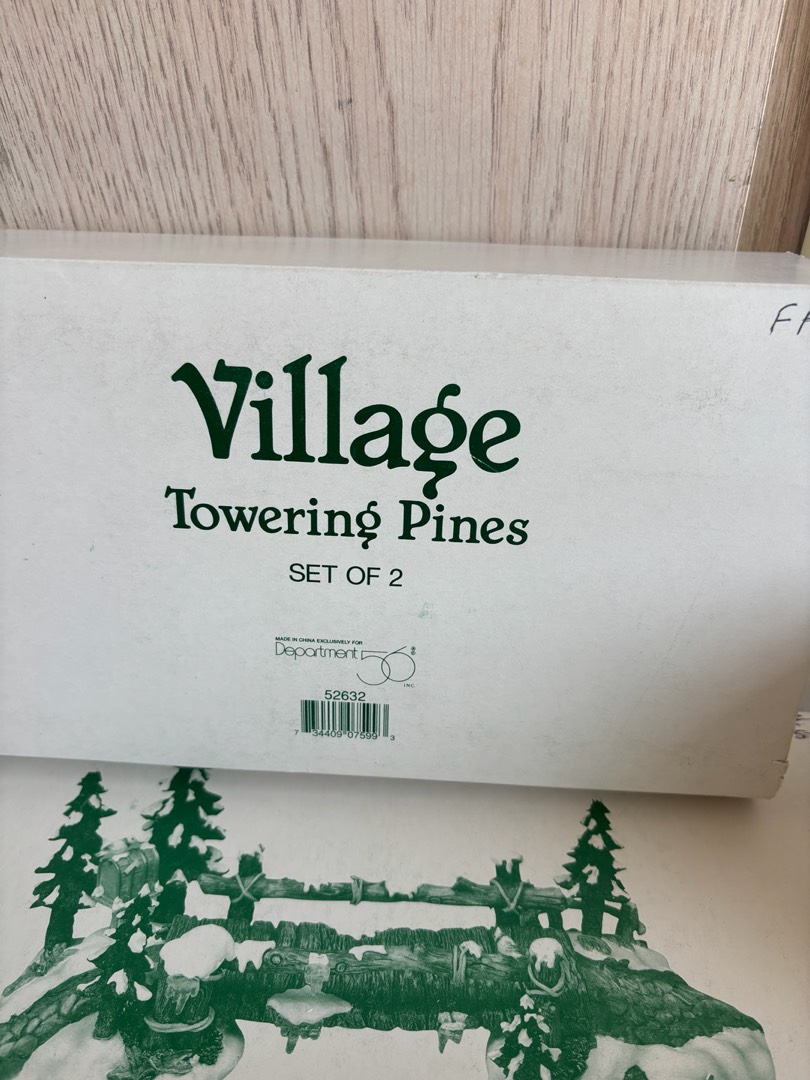 Village
Towering Pines
SET OF 2
MADE IN CHINA EXCLUSIVELY FOR
Department 56®
INC.
52632
7 34409 07599 3